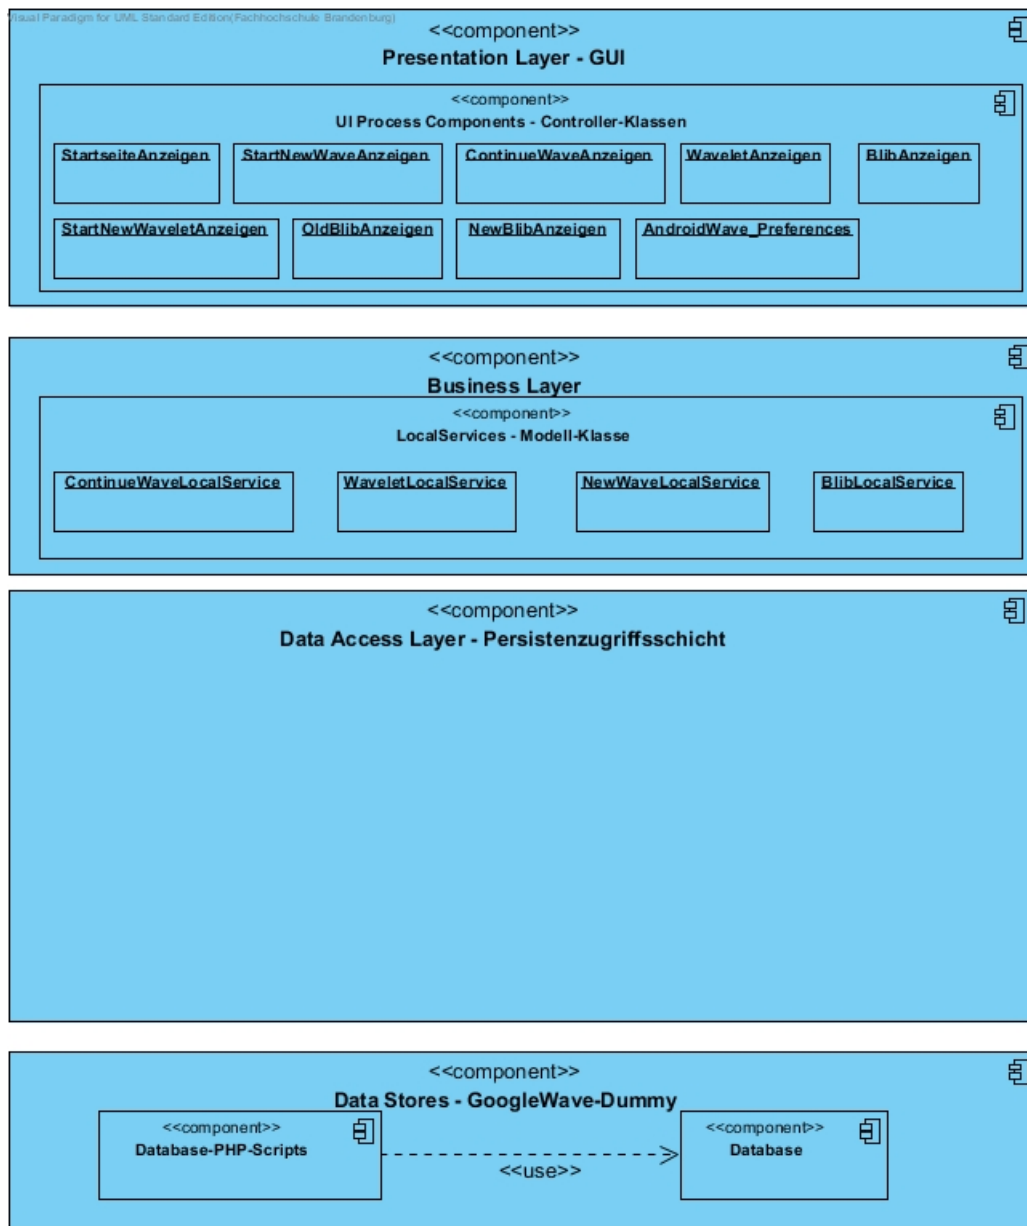 Visual Paradigm for UML Standard Edition(Fachhochschule Brandenburg)
<<component>>
Presentation Layer - GUI
<<component>>
UI Process Components - Controller-Klassen
StartseiteAnzeigen StartNewWaveAnzeigen ContinueWaveAnzeigen WaveletAnzeigen BlibAnzeigen
StartNewWaveletAnzeigen OldBlibAnzeigen NewBlibAnzeigen AndroidWave_Preferences
<<component>>
Business Layer
<<component>>
LocalServices - Modell-Klasse
ContinueWaveLocalService WaveletLocalService NewWaveLocalService BlibLocalService
<<component>>
Data Access Layer - Persistenzugriffsschicht
<<component>>
Data Stores - GoogleWave-Dummy
<<component>> <<component>>
Database-PHP-Scripts Database
<<use>>